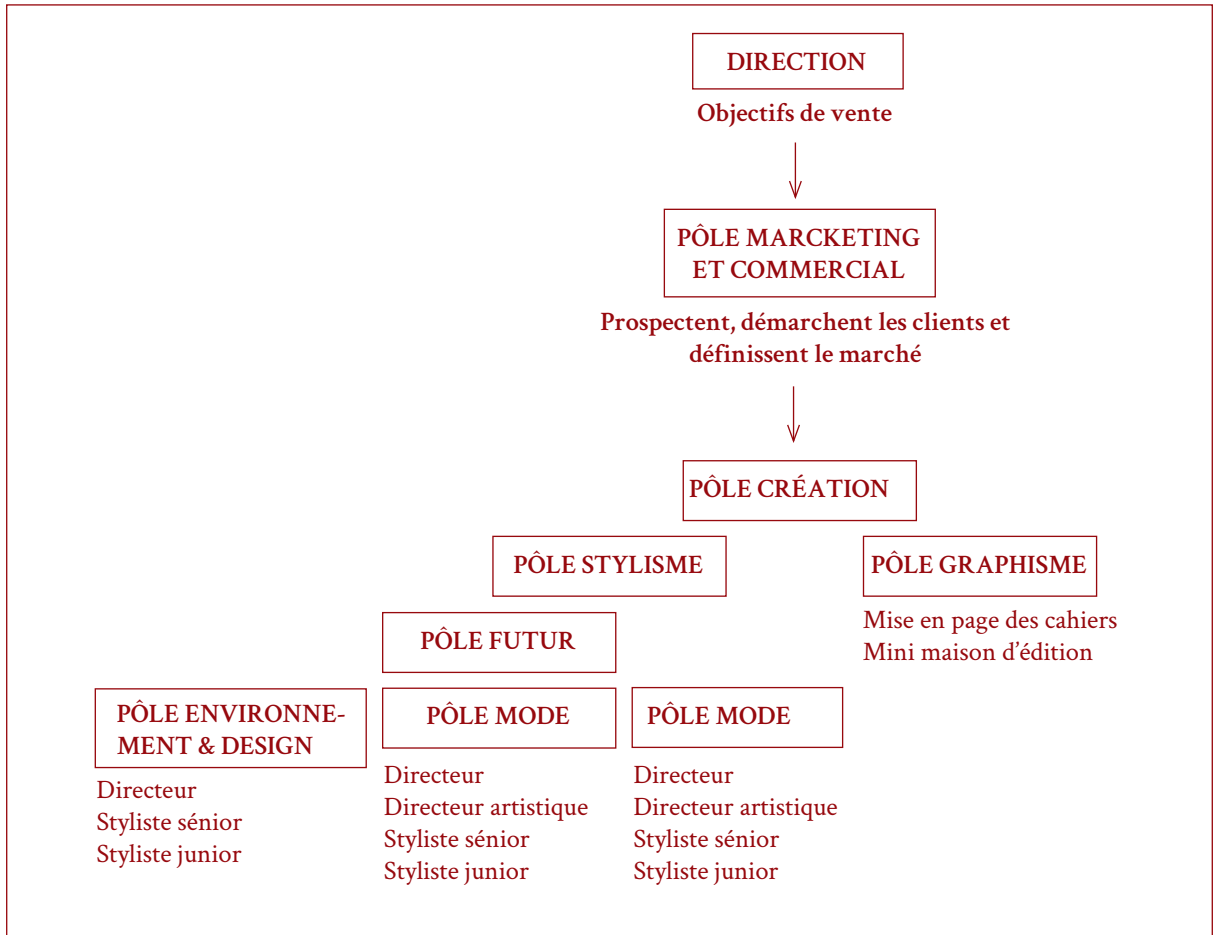 DIRECTION
Objectifs de vente
PÔLE MARCKETING
ET COMMERCIAL
Prospectent, démarchent les clients et
définissent le marché
PÔLE CRÉATION
PÔLE STYLISME
PÔLE GRAPHISME
Mise en page des cahiers
Mini maison d’édition
PÔLE FUTUR
PÔLE ENVIRONNE-
MENT & DESIGN
Directeur
Styliste sénior
Styliste junior
PÔLE MODE
Directeur
Directeur artistique
Styliste sénior
Styliste junior
PÔLE MODE
Directeur
Directeur artistique
Styliste sénior
Styliste junior